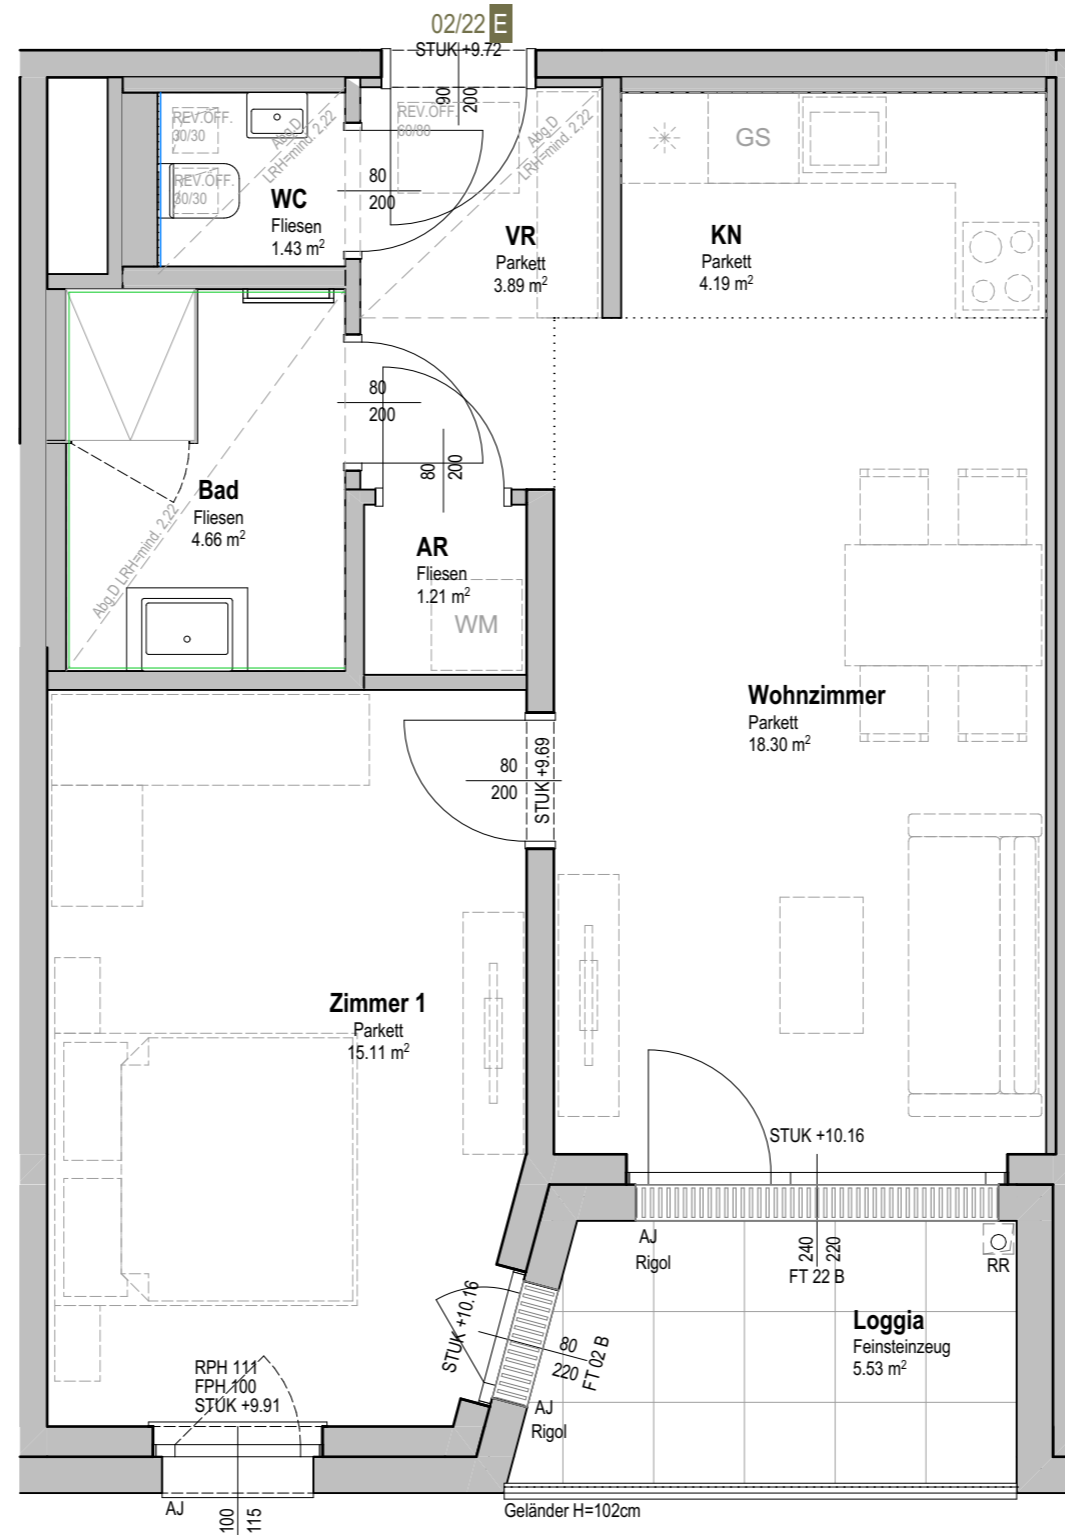 02/22 E
STUK +9.72
90
200
REV.ÖFF.
30/30
REV.ÖFF.
30/30
Abg.D
LRH=mind. 2,22
WC
Fliesen
1.43 m²
80
200
REV.ÖFF.
60/80
Abg.D
LRH=mind. 2,22
VR
Parkett
3.89 m²
GS
KN
Parkett
4.19 m²
80
200
80
200
Bad
Fliesen
4.66 m²
Abg.D LRH=mind. 2,22
AR
Fliesen
1.21 m²
WM
Wohnzimmer
Parkett
18.30 m²
80
200
STUK +9.69
Zimmer 1
Parkett
15.11 m²
STUK +10.16
AJ
Rigol
240
220
FT 22 B
RR
Loggia
Feinsteinzeug
5.53 m²
STUK +10.16
80
220
FT 02 B
AJ
Rigol
RPH 111
FPH 100
STUK +9.91
AJ
100
115
Geländer H=102cm